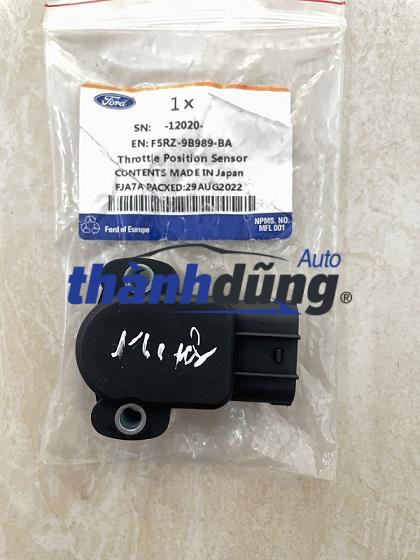 Ford
1 x
SN: -12020-
EN: F5RZ-9B989-BA
Throttle Position Sensor
CONTENTS MADE IN Japan
FJA7A PACXED:29AUG2022
Ford of Europe
NPMS. NO.
MFL 001
Auto
thànhdũng®